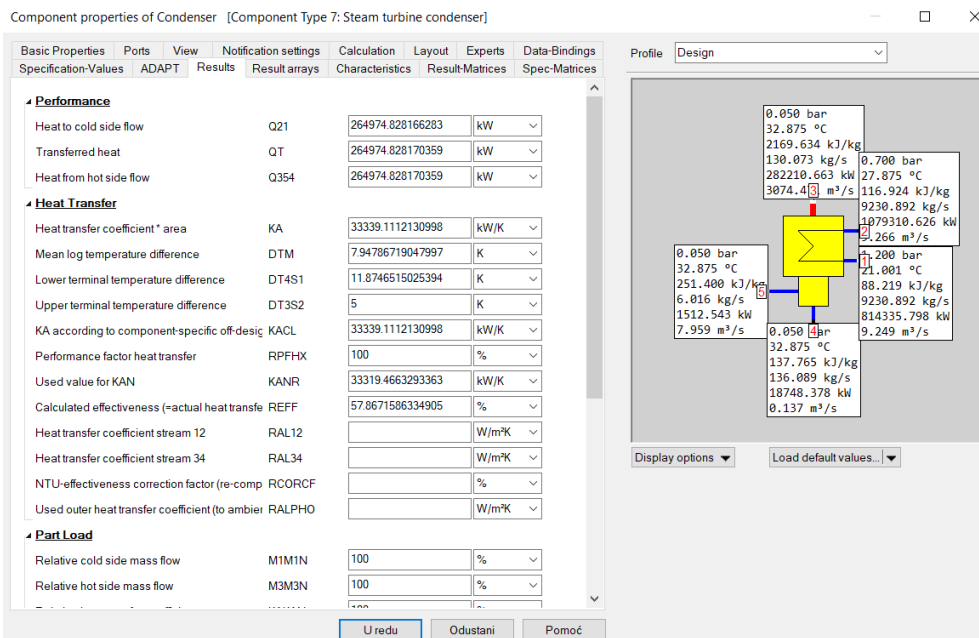 Component properties of Condenser [Component Type 7: Steam turbine condenser]
Basic Properties Ports View Notification settings Calculation Layout Experts Data-Bindings
Specification-Values ADAPT Results Result arrays Characteristics Result-Matrices Spec-Matrices
Profile Design
Performance
Heat to cold side flow Q21 264974.828166283 kW
Transferred heat QT 264974.828170359 kW
Heat from hot side flow Q354 264974.828170359 kW
Heat Transfer
Heat transfer coefficient * area KA 33339.1112130998 kW/K
Mean log temperature difference DTM 7.94786719047997 K
Lower terminal temperature difference DT4S1 11.8746515025394 K
Upper terminal temperature difference DT3S2 5 K
KA according to component-specific off-desig KACL 33339.1112130998 kW/K
Performance factor heat transfer RPFHX 100 %
Used value for KAN KANR 33319.4663293363 kW/K
Calculated effectiveness (=actual heat transfe REFF 57.8671586334905 %
Heat transfer coefficient stream 12 RAL12 W/m²K
Heat transfer coefficient stream 34 RAL34 W/m²K
NTU-effectiveness correction factor (re-comp RCORCF %
Used outer heat transfer coefficient (to ambier RALPHO W/m²K
Part Load
Relative cold side mass flow M1M1N 100 %
Relative hot side mass flow M3M3N 100 %
U redu Odustani Pomoć
0.050 bar
32.875 °C
2169.634 kJ/kg
130.073 kg/s
282210.663 kW
3 m³/s
0.700 bar
27.875 °C
116.924 kJ/kg
9230.892 kg/s
1079310.626 kW
2 9.266 m³/s
1 1.200 bar
21.001 °C
88.219 kJ/kg
9230.892 kg/s
814335.798 kW
9.249 m³/s
0.050 bar
32.875 °C
251.400 kJ/kg
5
6.016 kg/s
1512.543 kW
7.959 m³/s
0.050 4 bar
32.875 °C
137.765 kJ/kg
136.089 kg/s
18748.378 kW
0.137 m³/s
Display options Load default values...